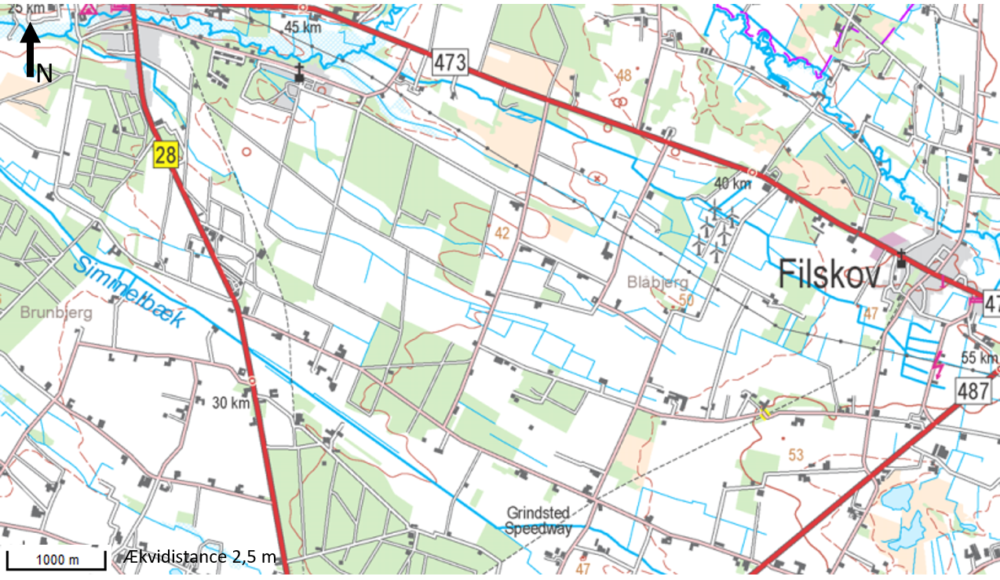 25 km
45 km
N
473
48
28
40 km
42
Simmelbæk
Filskov
Blåbjerg
50
47
47
Brunbjerg
55 km
487
30 km
53
Grindsted
Speedway
1000 m
Ækvidistance 2,5 m
47